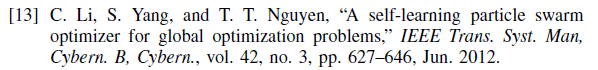 [13] C. Li, S. Yang, and T. T. Nguyen, “A self-learning particle swarm
optimizer for global optimization problems,” IEEE Trans. Syst. Man,
Cybern. B, Cybern., vol. 42, no. 3, pp. 627–646, Jun. 2012.